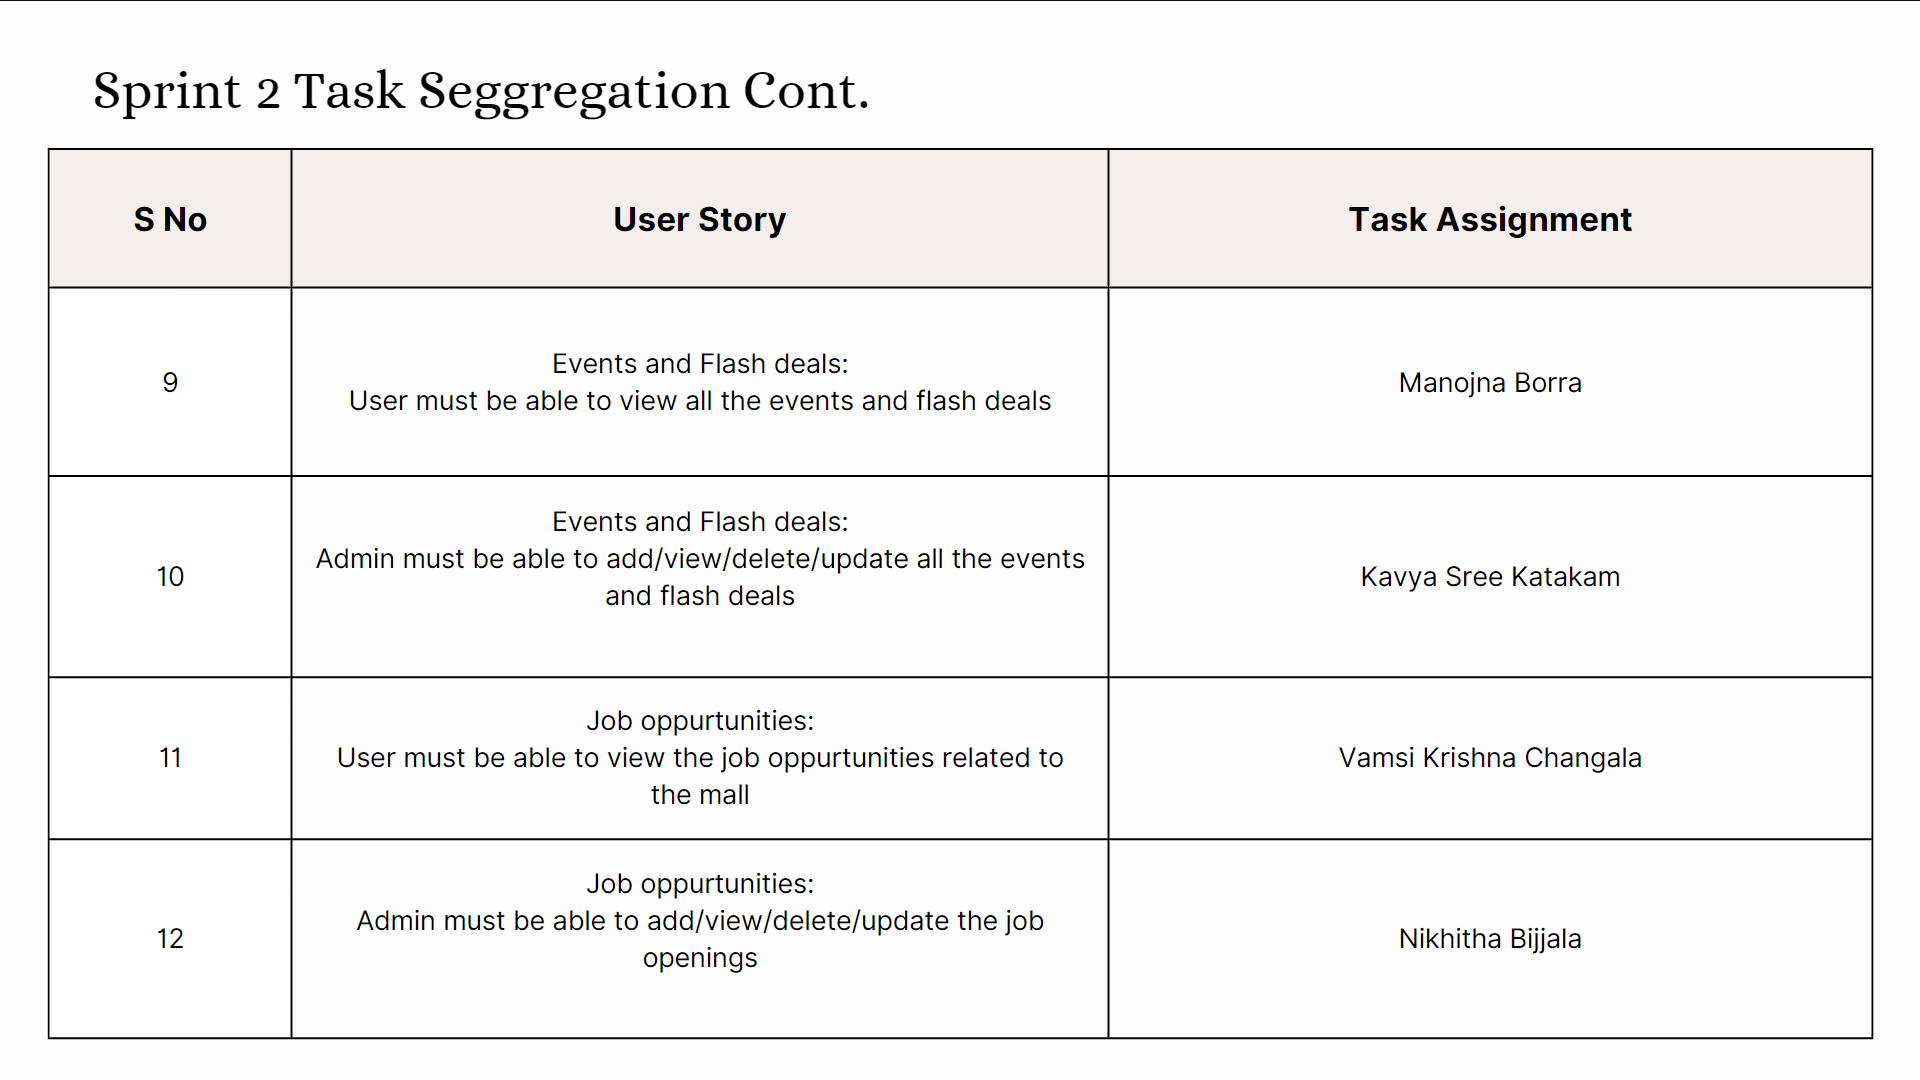 Sprint 2 Task Seggregation Cont.
S No
User Story
Task Assignment
9
Events and Flash deals:
User must be able to view all the events and flash deals
Manojna Borra
10
Events and Flash deals:
Admin must be able to add/view/delete/update all the events
and flash deals
Kavya Sree Katakam
11
Job oppurtunities:
User must be able to view the job oppurtunities related to
the mall
Vamsi Krishna Changala
12
Job oppurtunities:
Admin must be able to add/view/delete/update the job
openings
Nikhitha Bijjala